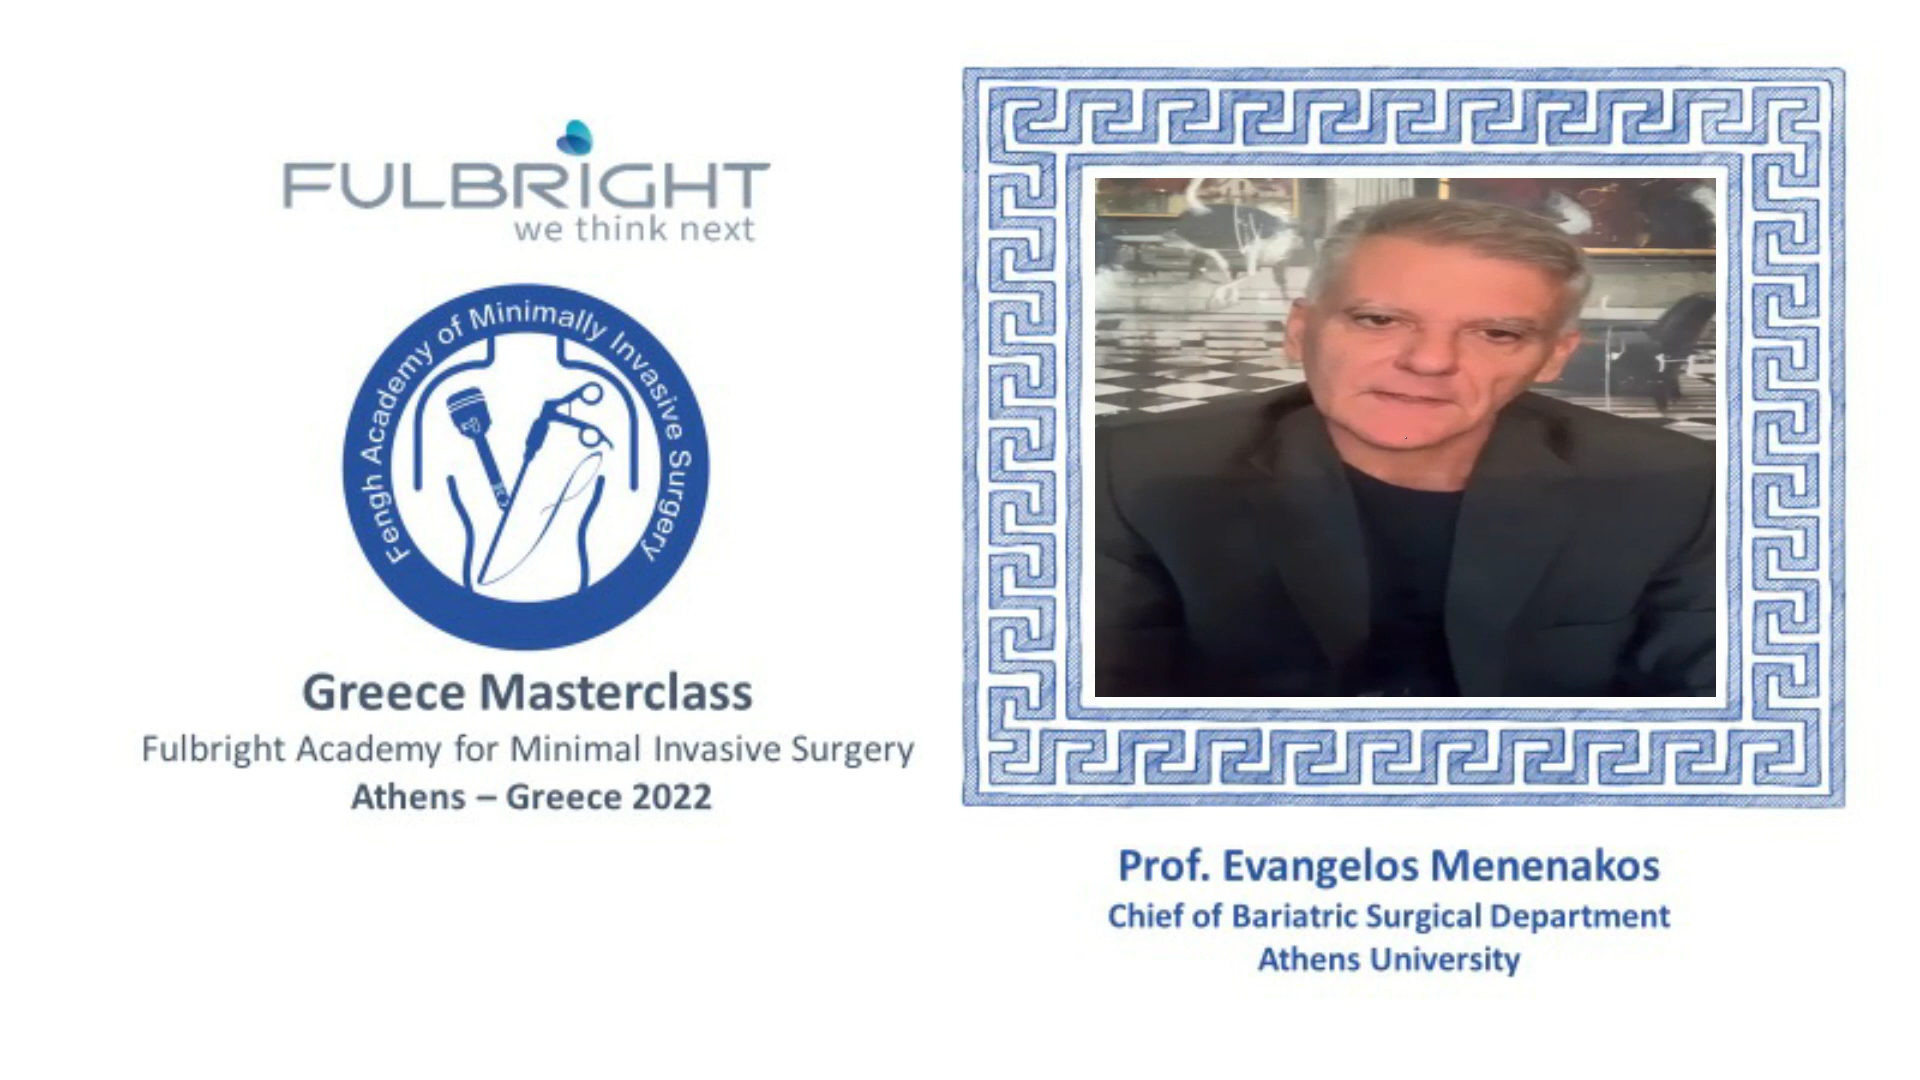 FULBRIGHT
we think next
Fengh Academy of Minimally Invasive Surgery
Greece Masterclass
Fulbright Academy for Minimal Invasive Surgery
Athens – Greece 2022
Prof. Evangelos Menenakos
Chief of Bariatric Surgical Department
Athens University